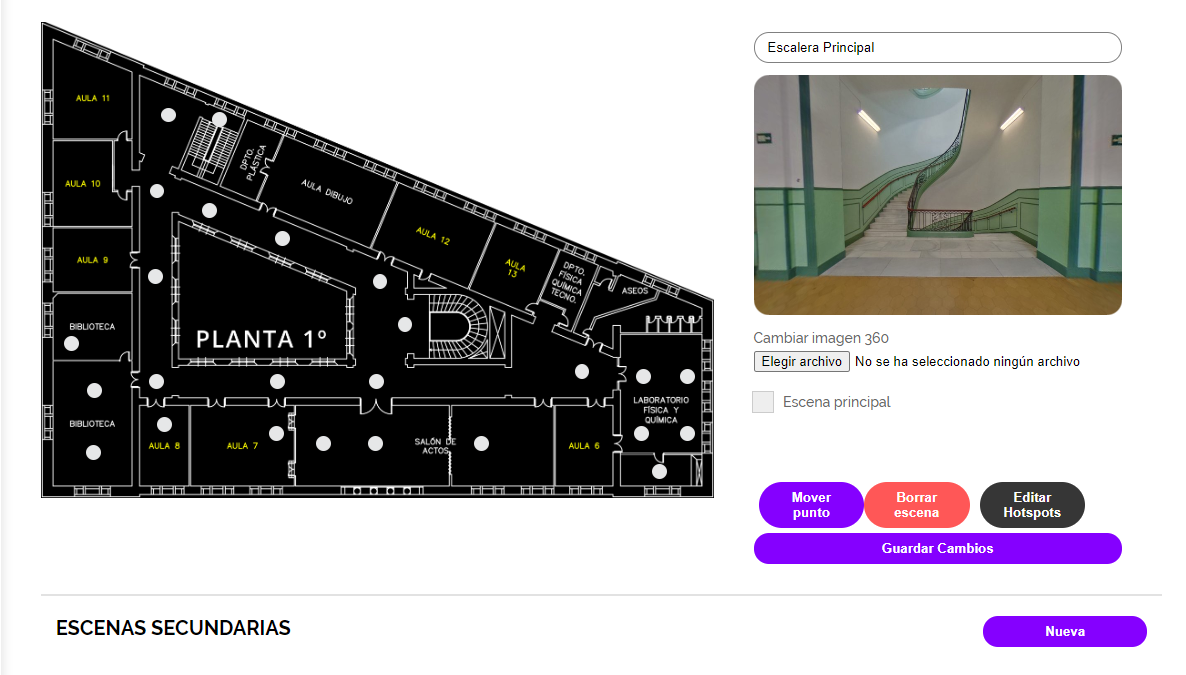 AULA 11
AULA 10
AULA 9
BIBLIOTECA
BIBLIOTECA
DPTO.
PLÁSTICA
AULA DIBUJO
AULA 12
AULA
13
DPTO.
FÍSICA
QUÍMICA
TECNO.
ASEOS
PLANTA 1º
LABORATORIO
FÍSICA Y
QUÍMICA
AULA 8
AULA 7
SALÓN DE
ACTOS
AULA 6
Escalera Principal
Cambiar imagen 360
Elegir archivo No se ha seleccionado ningún archivo
Escena principal
Mover
punto
Borrar
escena
Editar
Hotspots
Guardar Cambios
ESCENAS SECUNDARIAS
Nueva